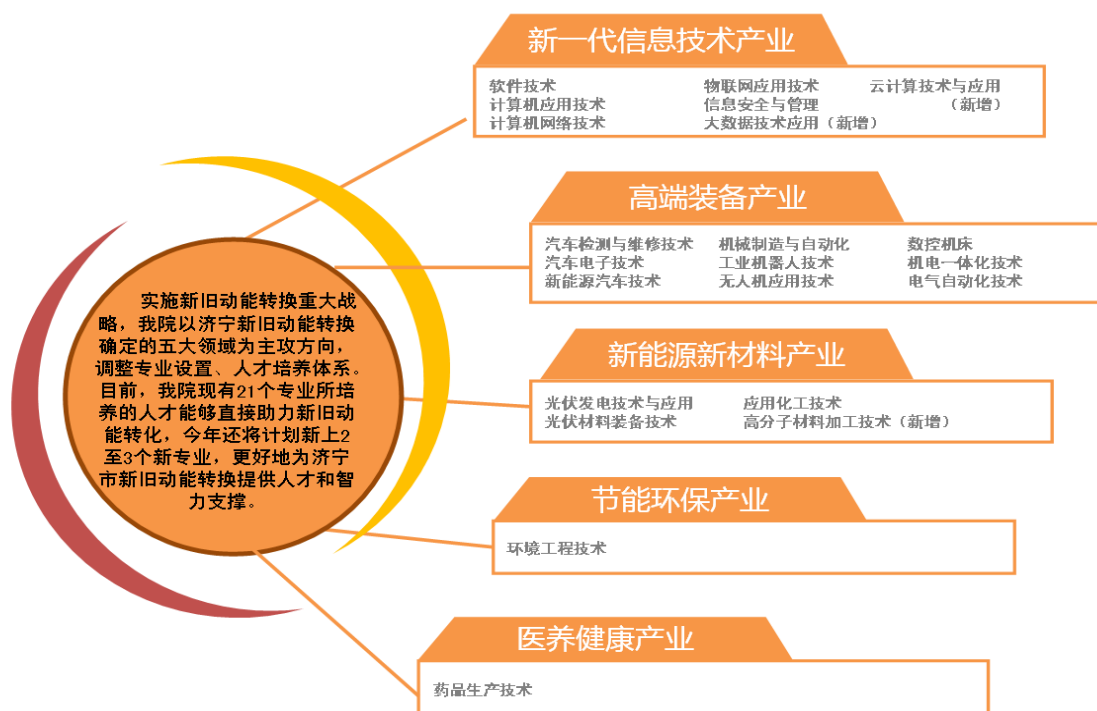 新一代信息技术产业
软件技术 物联网应用技术 云计算技术与应用
计算机应用技术 信息安全与管理 （新增）
计算机网络技术 大数据技术应用（新增）
高端装备产业
汽车检测与维修技术 机械制造与自动化 数控机床
汽车电子技术 工业机器人技术 机电一体化技术
新能源汽车技术 无人机应用技术 电气自动化技术
实施新旧动能转换重大战
略，我院以济宁新旧动能转换
确定的五大领域为主攻方向，
调整专业设置、人才培养体系。
目前，我院现有21个专业所培
养的人才能够直接助力新旧动
能转化，今年还将计划新上2
至3个新专业，更好地为济宁
市新旧动能转换提供人才和智
力支撑。
新能源新材料产业
光伏发电技术与应用 应用化工技术
光伏材料装备技术 高分子材料加工技术（新增）
节能环保产业
环境工程技术
医养健康产业
药品生产技术